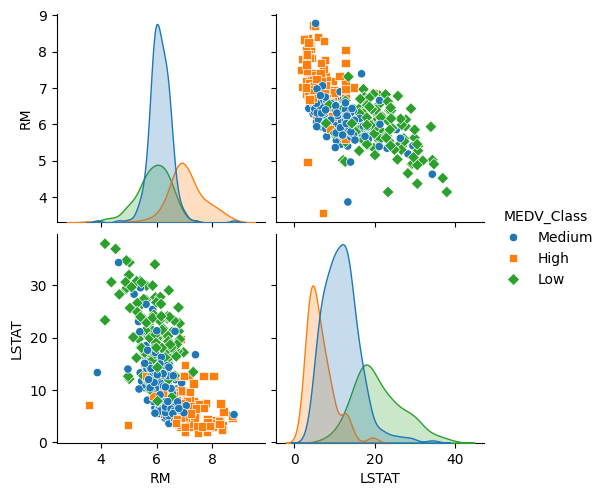 9
8
7
6
5
4
RM
MEDV_Class
Medium
High
Low
30
20
10
0
LSTAT
4 6 8
0 20 40
RM
LSTAT